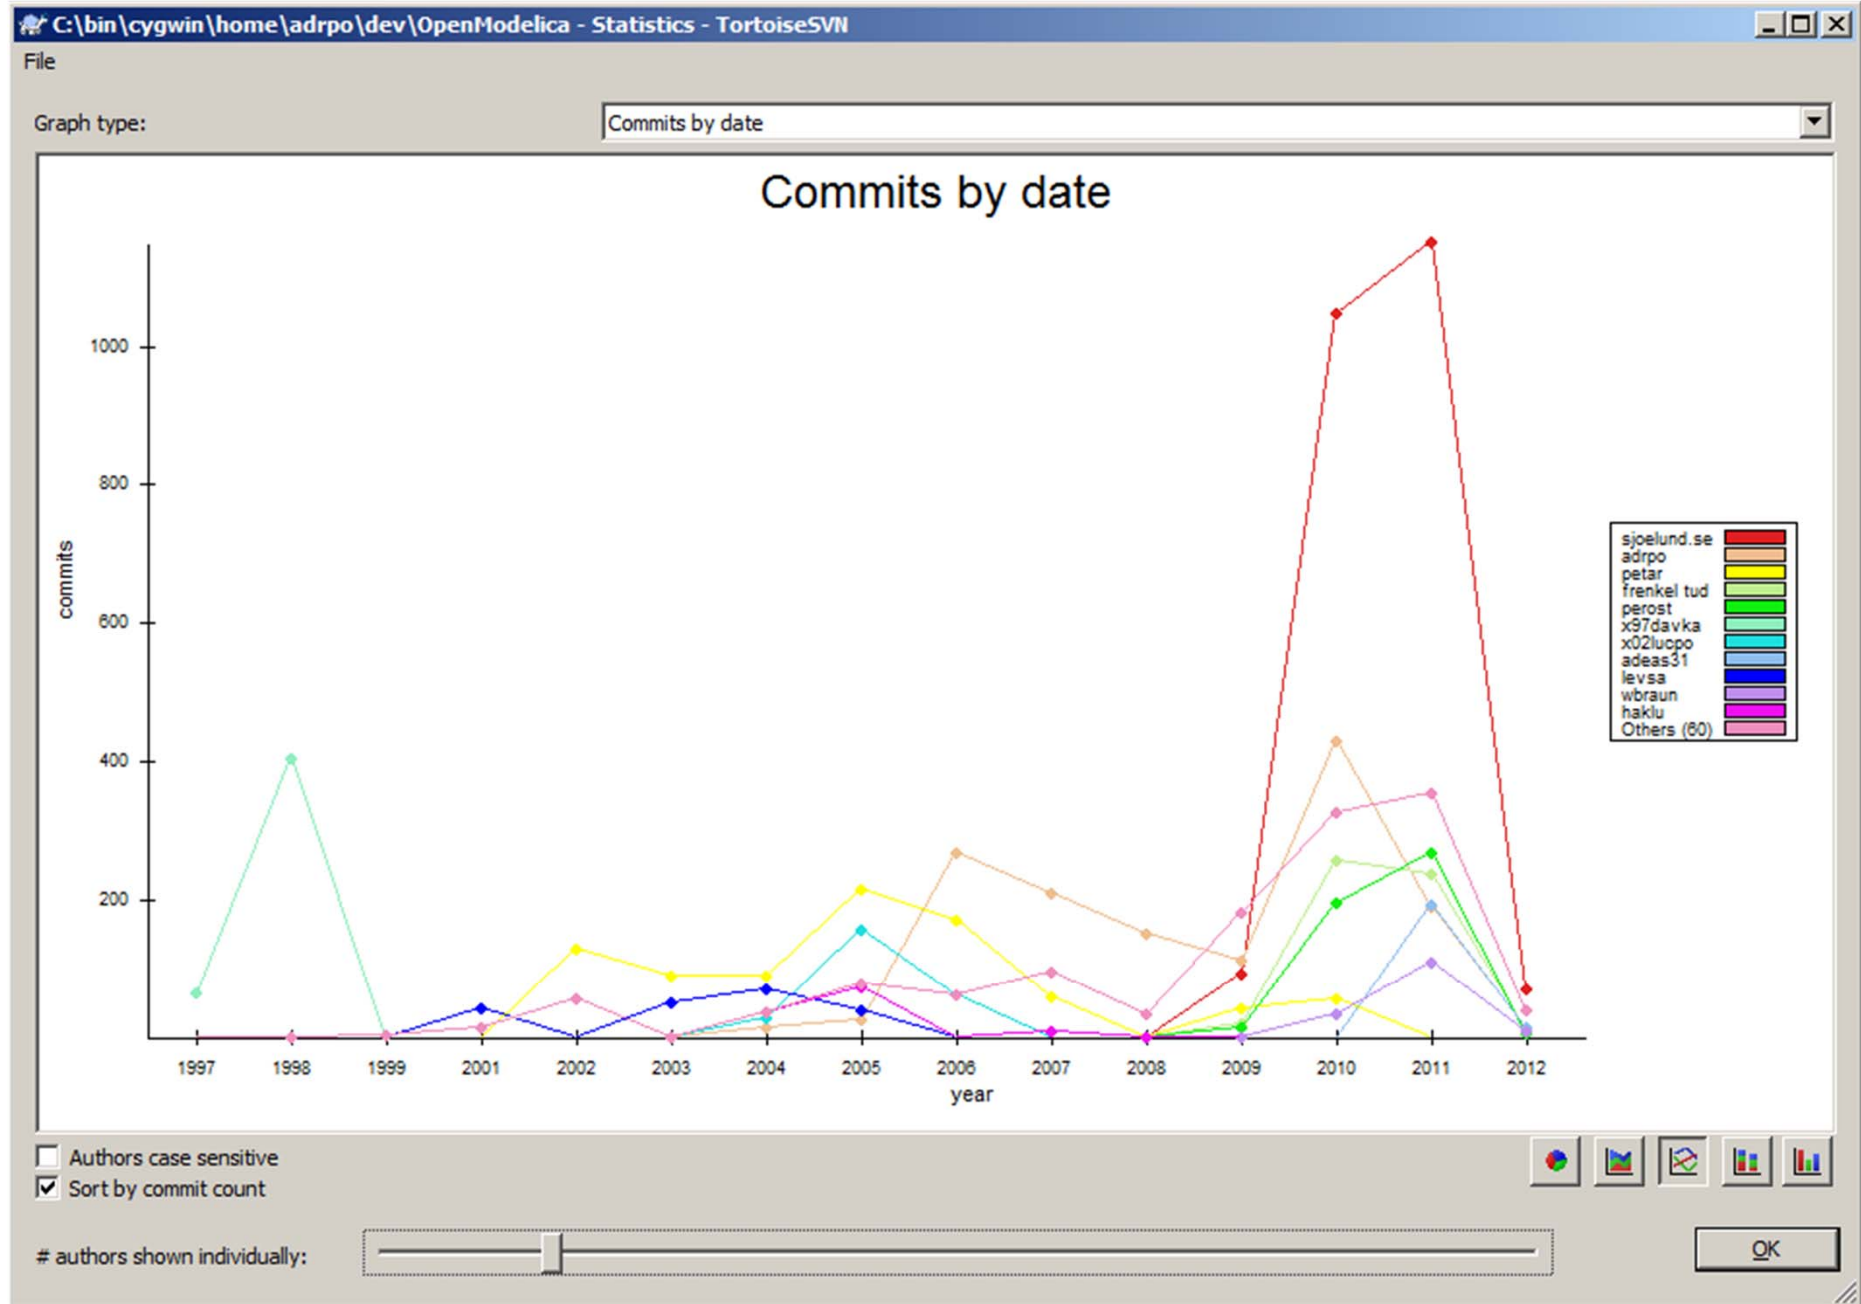 C:\bin\cygwin\home\adrpo\dev\OpenModelica - Statistics - TortoiseSVN
File
Graph type:
Commits by date
Commits by date
1000
800
600
400
200
commits
1997 1998 1999 2001 2002 2003 2004 2005 2006 2007 2008 2009 2010 2011 2012
year
sjoelund.se
adrpo
petar
frenkel tud
perost
x97davka
x02lucpo
adeas31
levsa
wbraun
haklu
Others (60)
Authors case sensitive
Sort by commit count
# authors shown individually:
OK